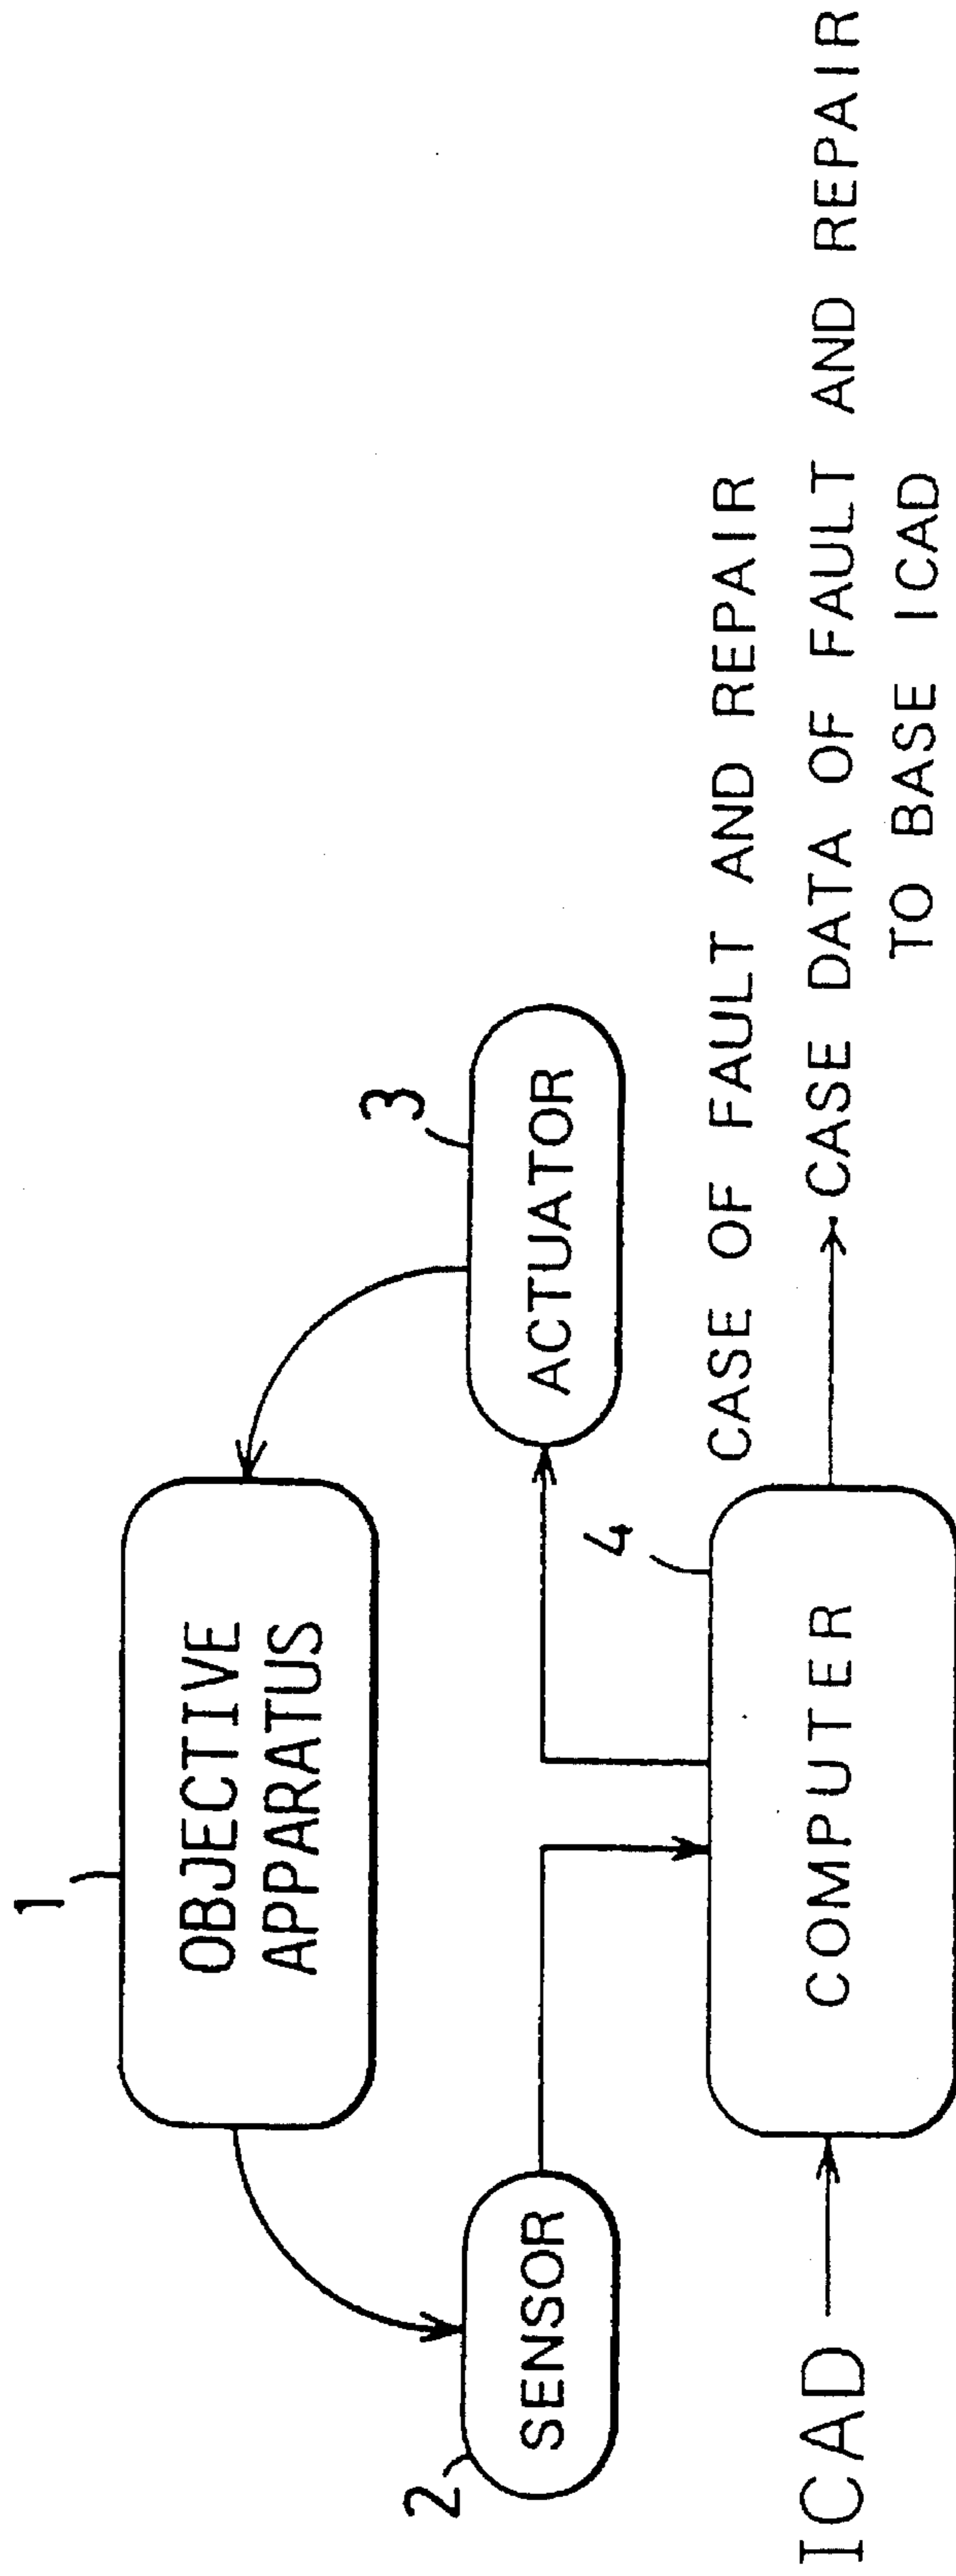 1
OBJECTIVE
APPARATUS
3
2
SENSOR
ACTUATOR
4
CASE OF FAULT AND REPAIR
ICAD
COMPUTER
CASE DATA OF FAULT AND REPAIR
TO BASE ICAD